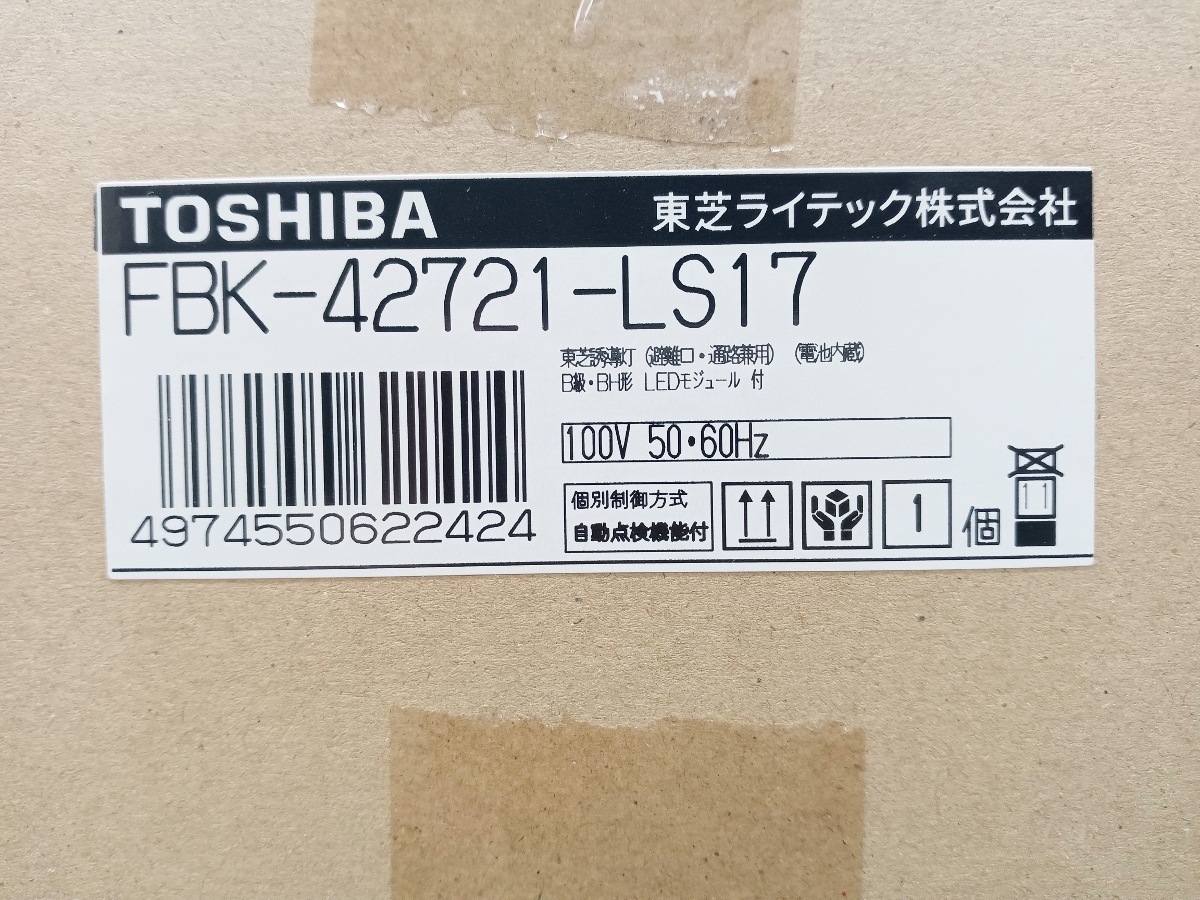 TOSHIBA 東芝ライテック株式会社
FBK-42721-LS17
東芝誘導灯（避難口・通路兼用）（電池内蔵）
B級・BH形 LEDモジュール 付
100V 50・60Hz
4974550622424
個別制御方式
自動点検機能付
1 個